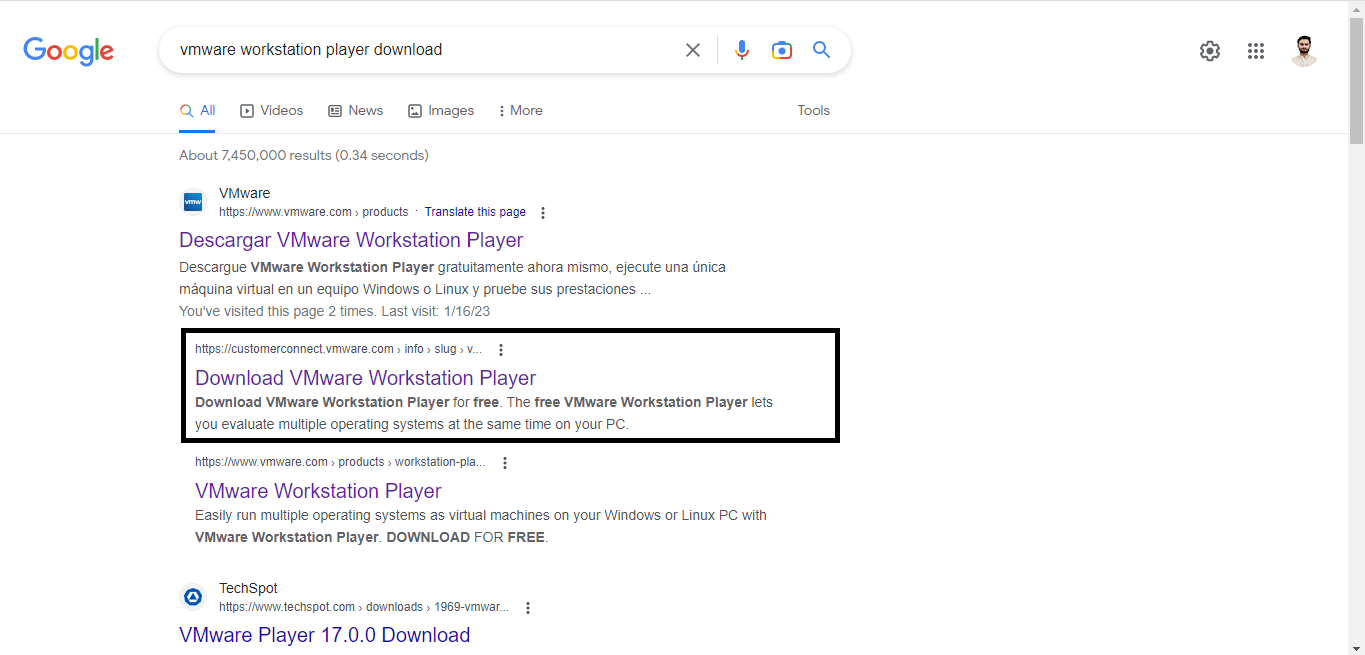 Google
vmware workstation player download
All Videos News Images More Tools
About 7,450,000 results (0.34 seconds)
vmw
VMware
https://www.vmware.com › products · Translate this page
Descargar VMware Workstation Player
Descargue VMware Workstation Player gratuitamente ahora mismo, ejecute una única
máquina virtual en un equipo Windows o Linux y pruebe sus prestaciones ...
You've visited this page 2 times. Last visit: 1/16/23
https://customerconnect.vmware.com › info › slug › v...
Download VMware Workstation Player
Download VMware Workstation Player for free. The free VMware Workstation Player lets
you evaluate multiple operating systems at the same time on your PC.
https://www.vmware.com › products › workstation-pla...
VMware Workstation Player
Easily run multiple operating systems as virtual machines on your Windows or Linux PC with
VMware Workstation Player. DOWNLOAD FOR FREE.
TechSpot
https://www.techspot.com › downloads › 1969-vmwar...
VMware Player 17.0.0 Download